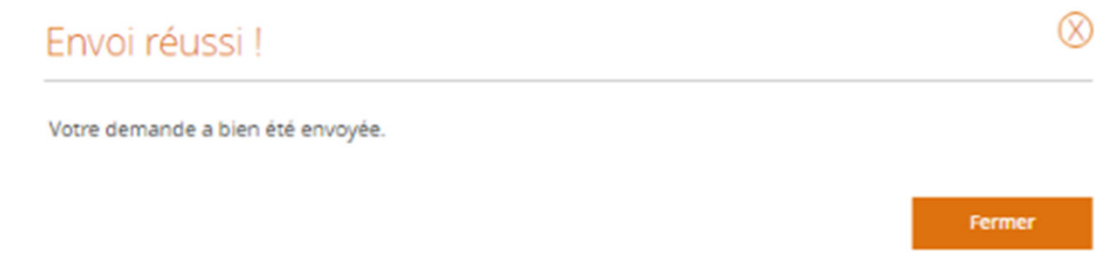 Envoi réussi !
Votre demande a bien été envoyée.
Fermer